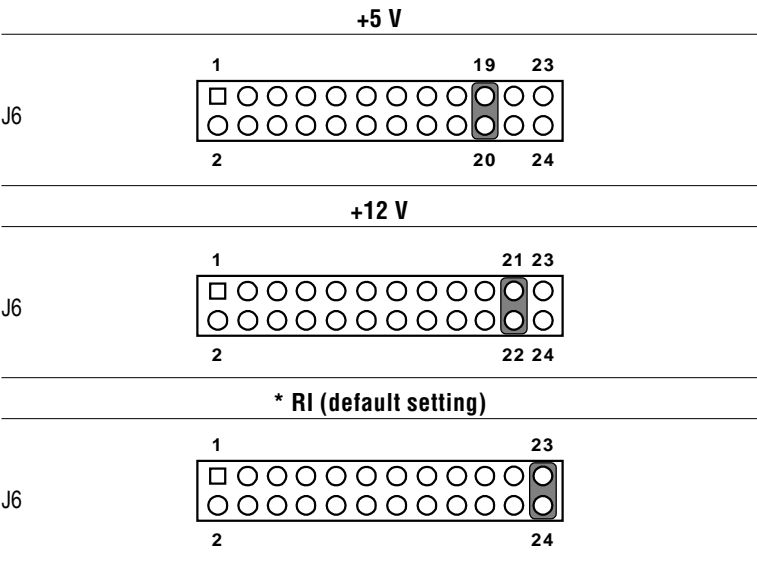 +5 V
1 19 23
J6
2 20 24
+12 V
1 21 23
J6
2 22 24
* RI (default setting)
1 23
J6
2 24